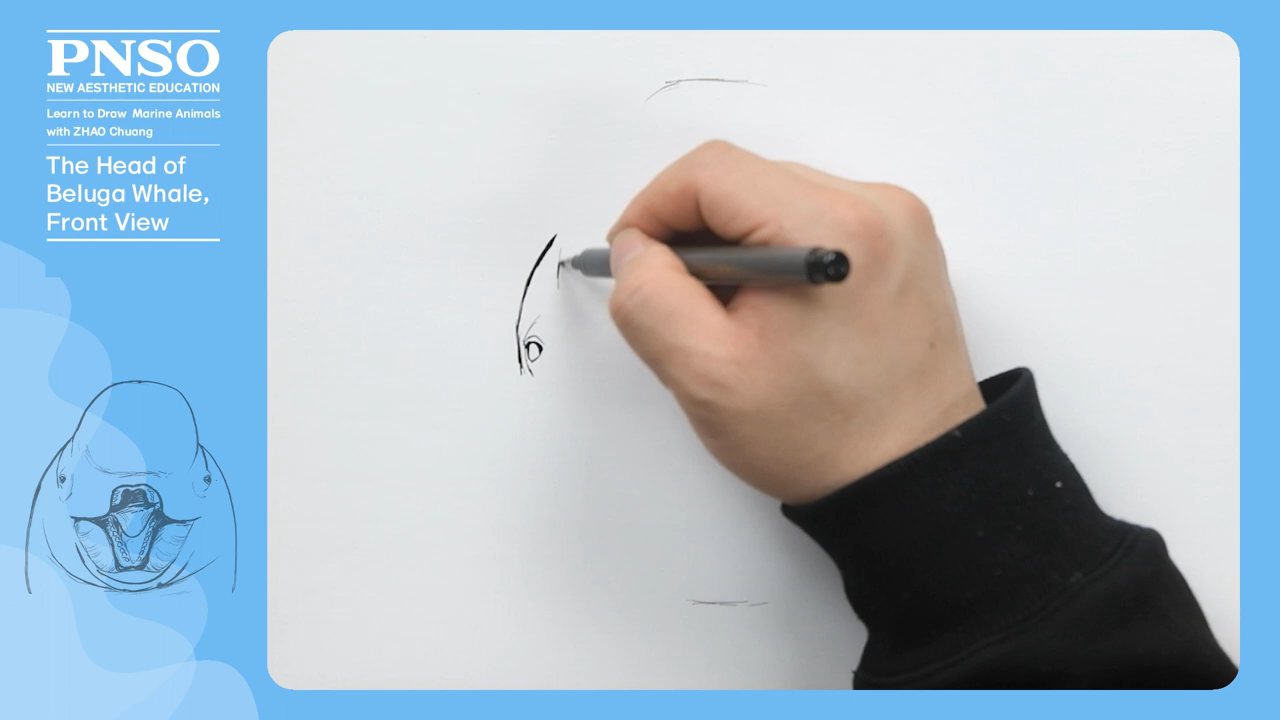 PNSO
NEW AESTHETIC EDUCATION
Learn to Draw Marine Animals
with ZHAO Chuang
The Head of
Beluga Whale,
Front View